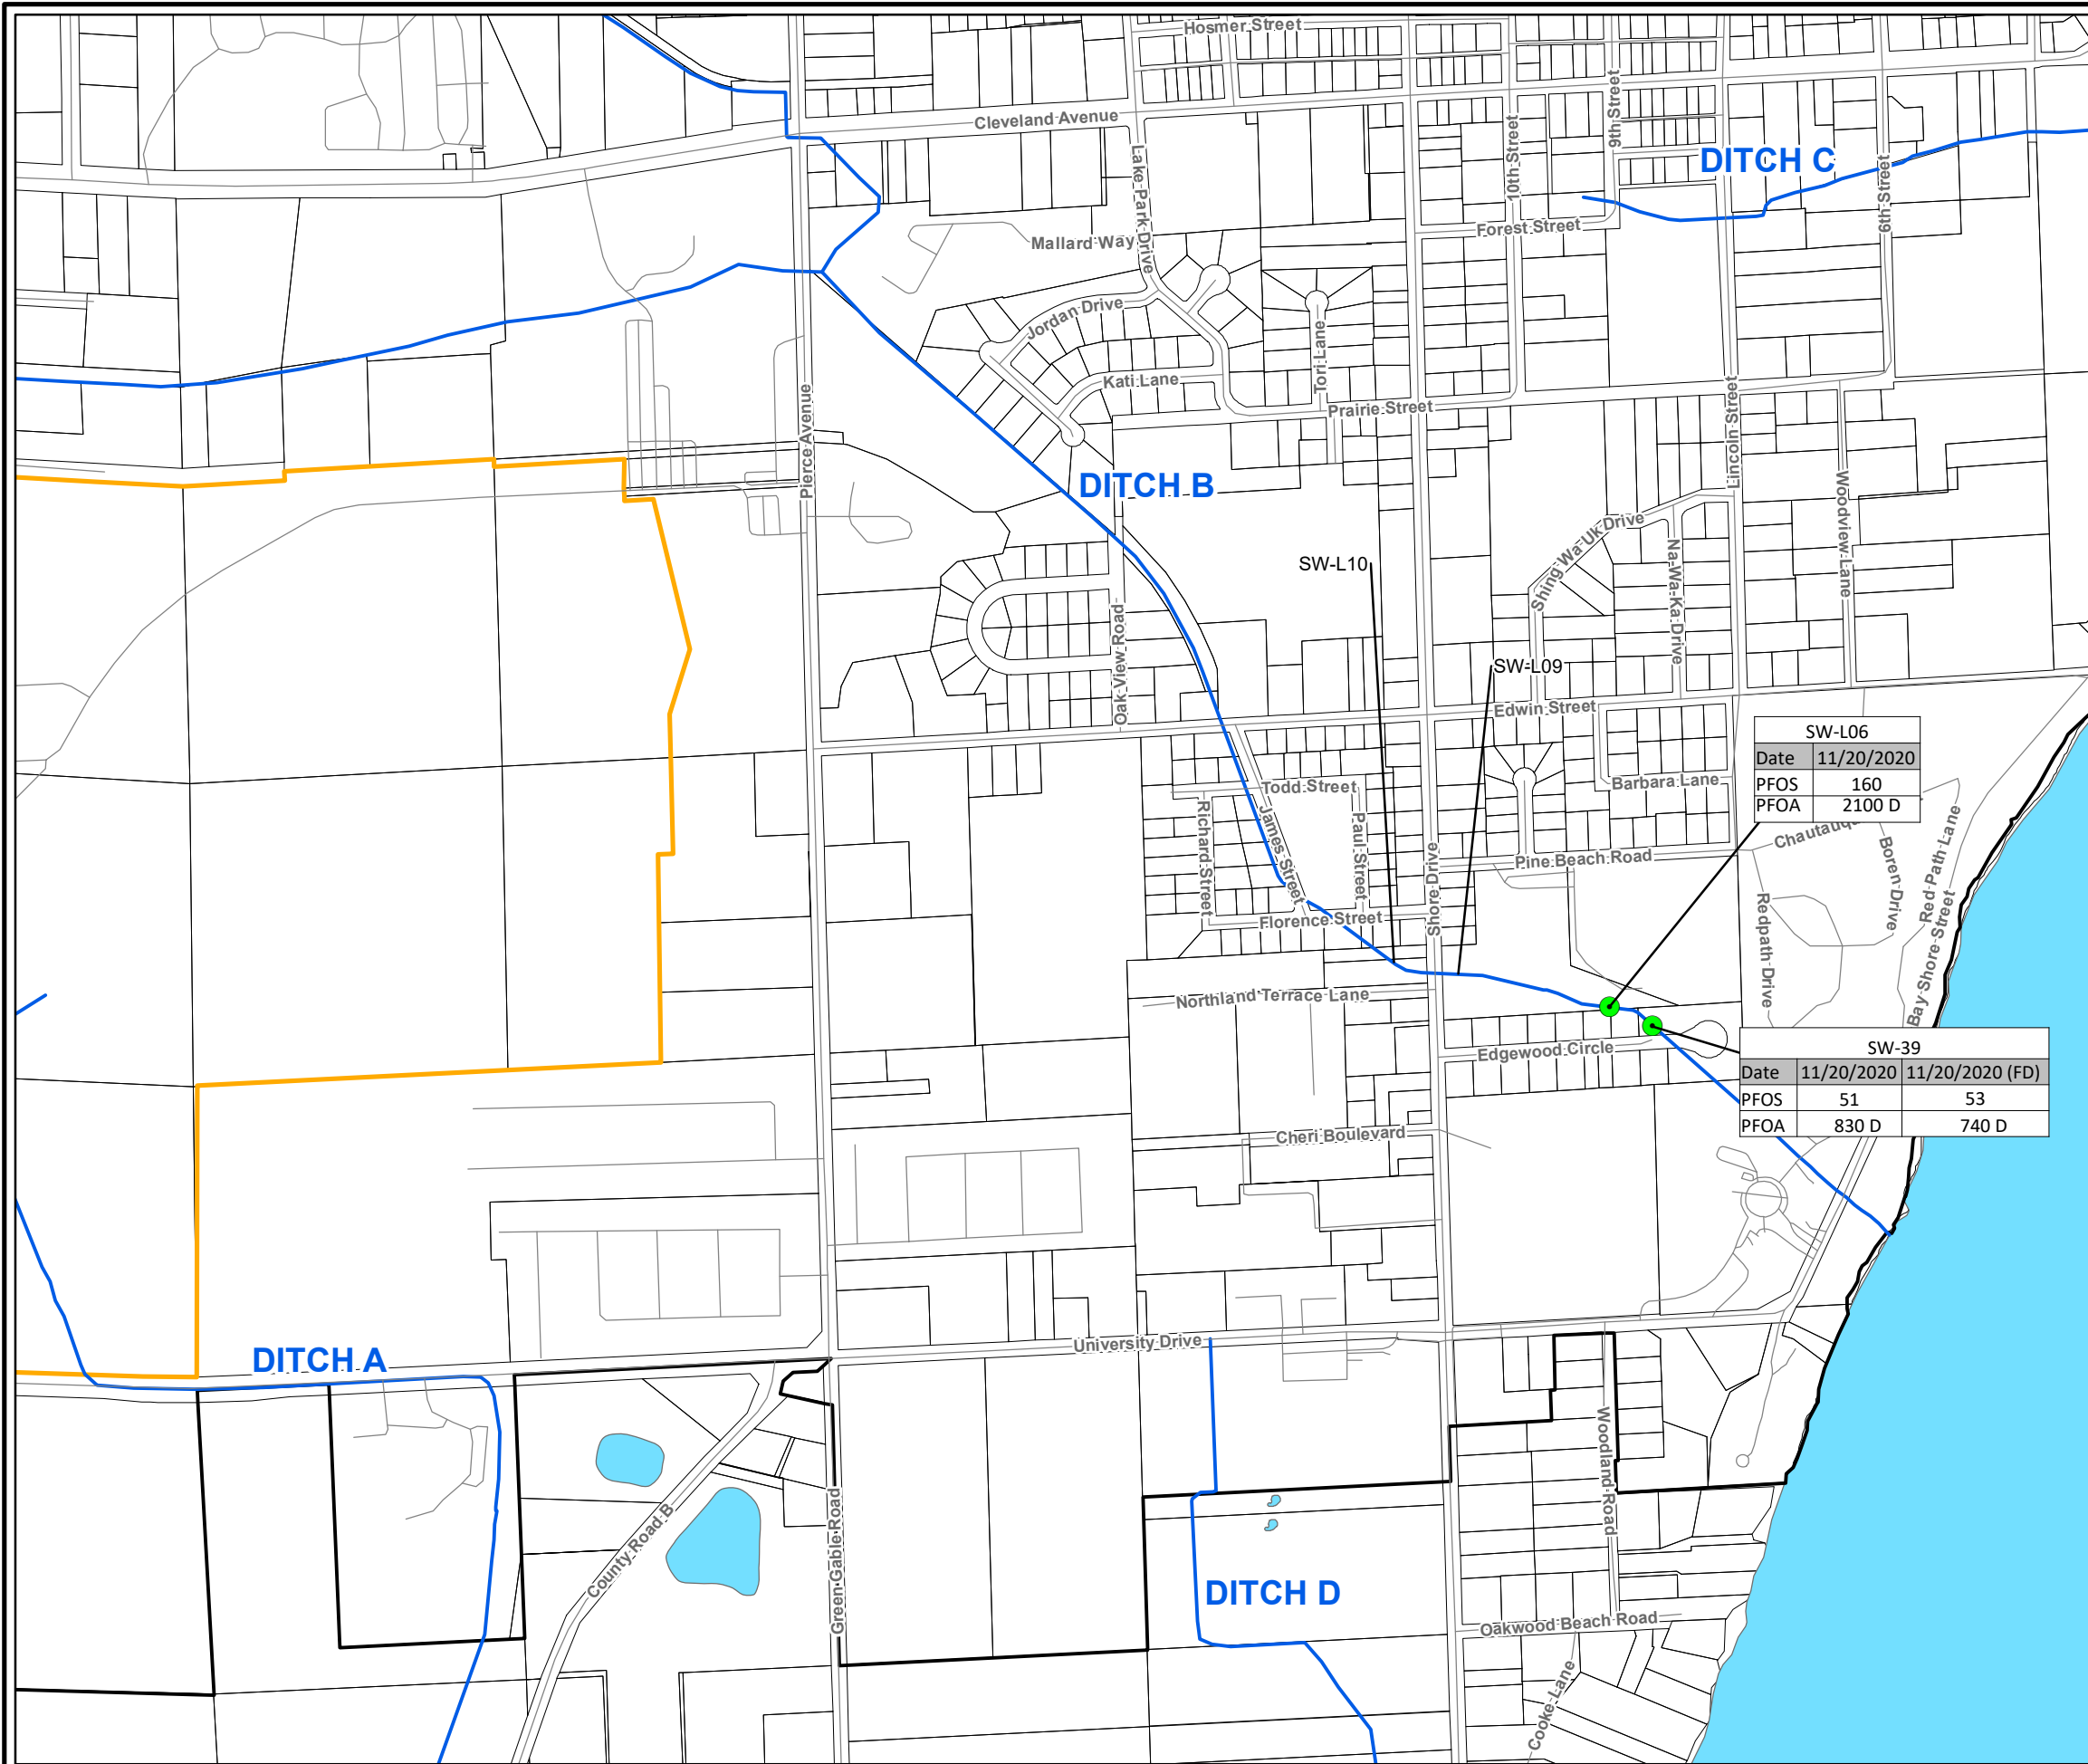 Hosmer Street
Cleveland Avenue
Lake Park Drive
10th Street
9th Street
DITCH C
6th Street
Forest Street
Mallard Way
Jordan Drive
Tori Lane
Kati Lane
Prairie Street
Pierce Avenue
Lincoln Street
DITCH B
Woodview Lane
Shing Wa Uk Drive
Na-Wa-Ka Drive
SW-L10
Oak View Road
SW-L09
Edwin Street
SW-L06
Date 11/20/2020
PFOS 160
PFOA 2100 D
Todd Street
Barbara Lane
Richard Street
James Street
Paul Street
Shore Drive
Pine Beach Road
Boren Drive
Red Path Lane
Bay Shore Street
Redpath Drive
Florence Street
Northland Terrace Lane
Edgewood Circle
SW-39
Date 11/20/2020 11/20/2020 (FD)
PFOS 51 53
PFOA 830 D 740 D
Cheri Boulevard
University Drive
DITCH A
Woodland Road
County Road B
Green Gable Road
DITCH D
Oakwood Beach Road
Cooke Lane